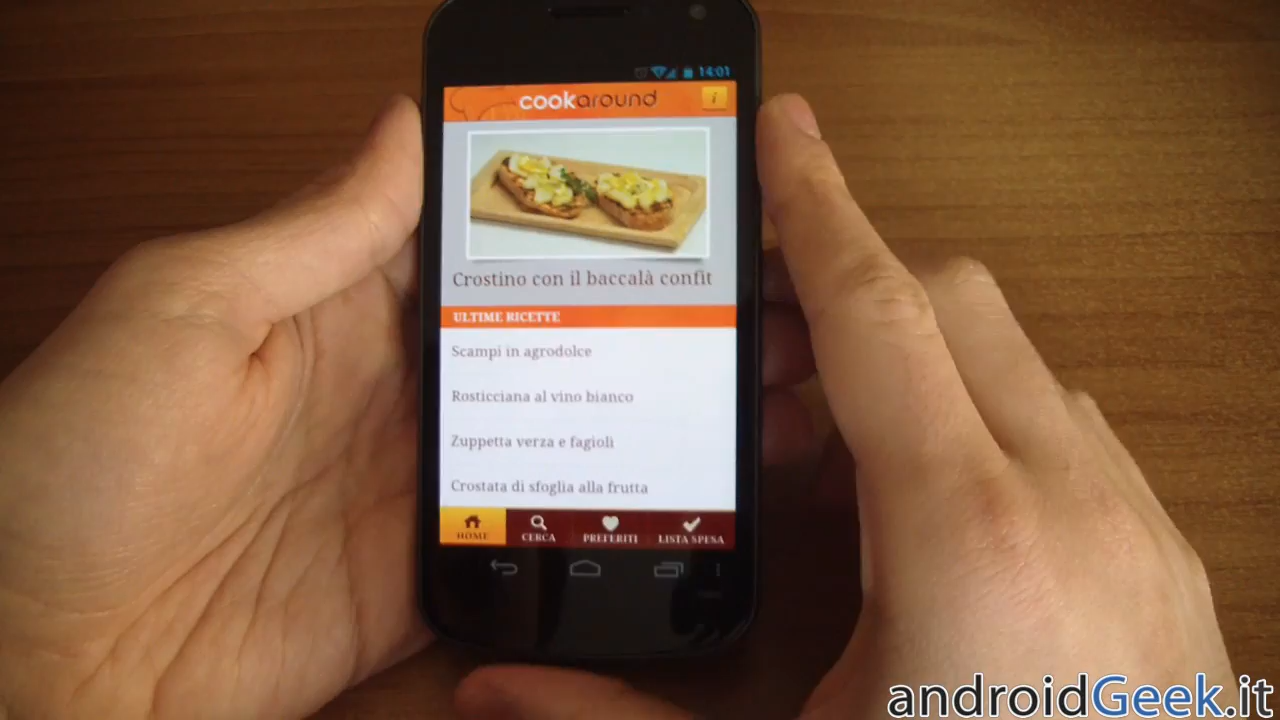 14:01
cookaround
i
Crostino con il baccalà confit
ULTIME RICETTE
Scampi in agrodolce
Rosticciana al vino bianco
Zuppetta verza e fagioli
Crostata di sfoglia alla frutta
HOME CERCA PREFERITI LISTA SPESA
androidGeek.it